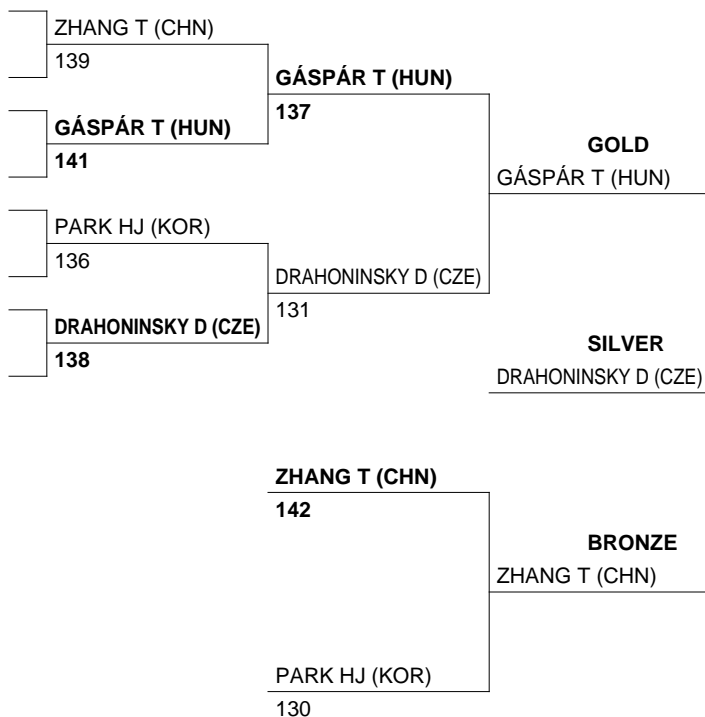 ZHANG T (CHN)
139
GÁSPÁR T (HUN)
137
GÁSPÁR T (HUN)
141
GOLD
GÁSPÁR T (HUN)
PARK HJ (KOR)
136
DRAHONINSKY D (CZE)
131
DRAHONINSKY D (CZE)
138
SILVER
DRAHONINSKY D (CZE)
ZHANG T (CHN)
142
BRONZE
ZHANG T (CHN)
PARK HJ (KOR)
130